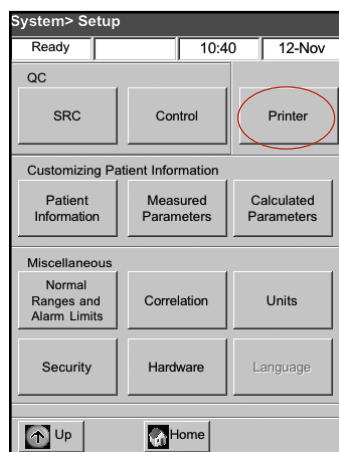 System> Setup
Ready 10:40 12-Nov
QC
SRC Control Printer
Customizing Patient Information
Patient Information Measured Parameters Calculated Parameters
Miscellaneous
Normal Ranges and Alarm Limits Correlation Units
Security Hardware Language
Up Home